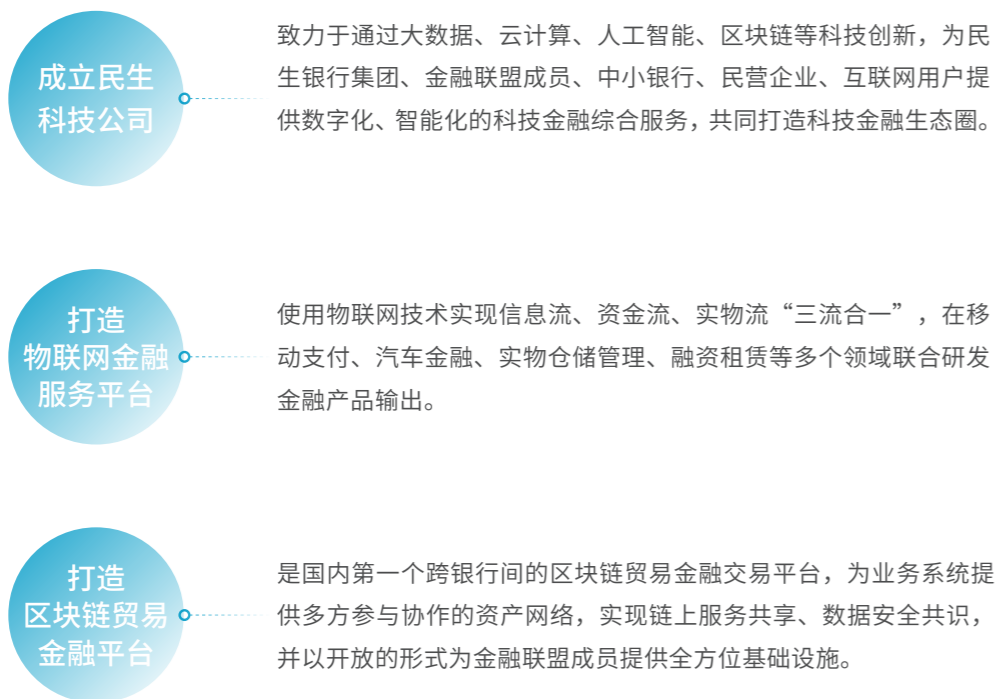 成立民生
科技公司
致力于通过大数据、云计算、人工智能、区块链等科技创新，为民
生银行集团、金融联盟成员、中小银行、民营企业、互联网用户提
供数字化、智能化的科技金融综合服务，共同打造科技金融生态圈。
打造
物联网金融
服务平台
使用物联网技术实现信息流、资金流、实物流“三流合一”，在移
动支付、汽车金融、实物仓储管理、融资租赁等多个领域联合研发
金融产品输出。
打造
区块链贸易
金融平台
是国内第一个跨银行间的区块链贸易金融交易平台，为业务系统提
供多方参与协作的资产网络，实现链上服务共享、数据安全共识，
并以开放的形式为金融联盟成员提供全方位基础设施。